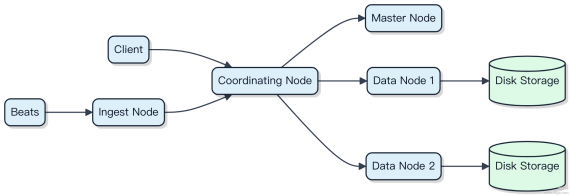 Master Node
Client
Coordinating Node
Data Node 1
Disk Storage
Beats
Ingest Node
Data Node 2
Disk Storage